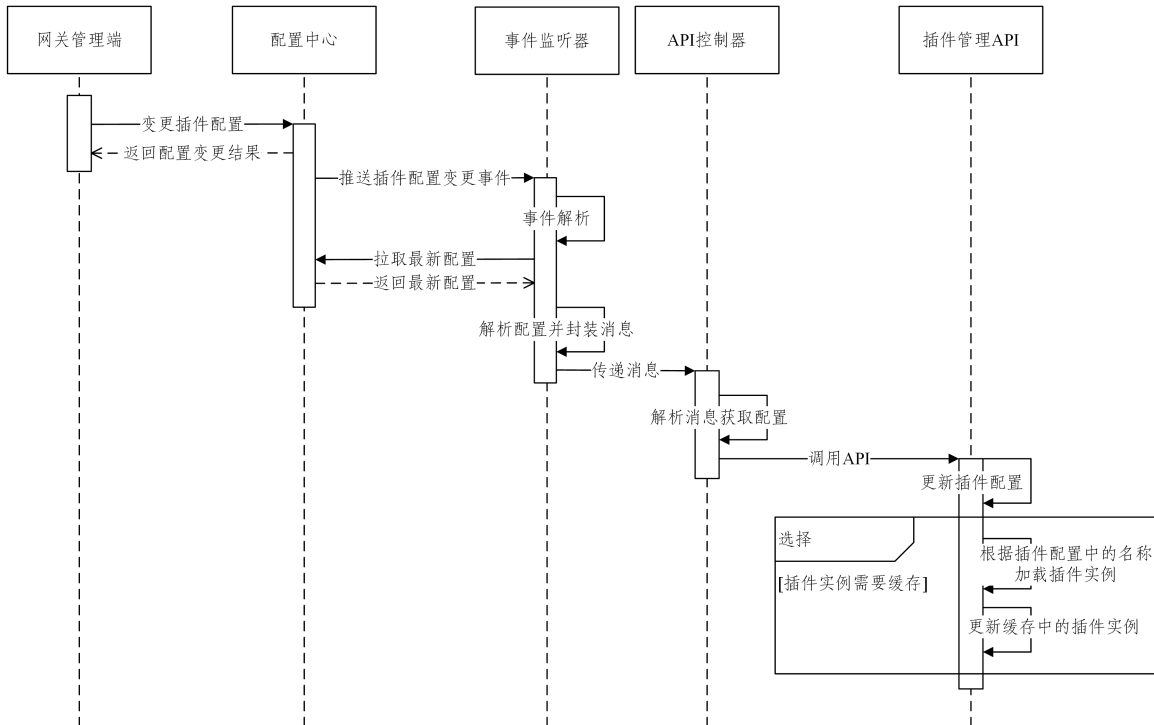 网关管理端
配置中心
事件监听器
API控制器
插件管理API
变更插件配置
返回配置变更结果
推送插件配置变更事件
事件解析
拉取最新配置
返回最新配置
解析配置并封装消息
传递消息
解析消息获取配置
调用API
更新插件配置
选择
[插件实例需要缓存]
根据插件配置中的名称
加载插件实例
更新缓存中的插件实例